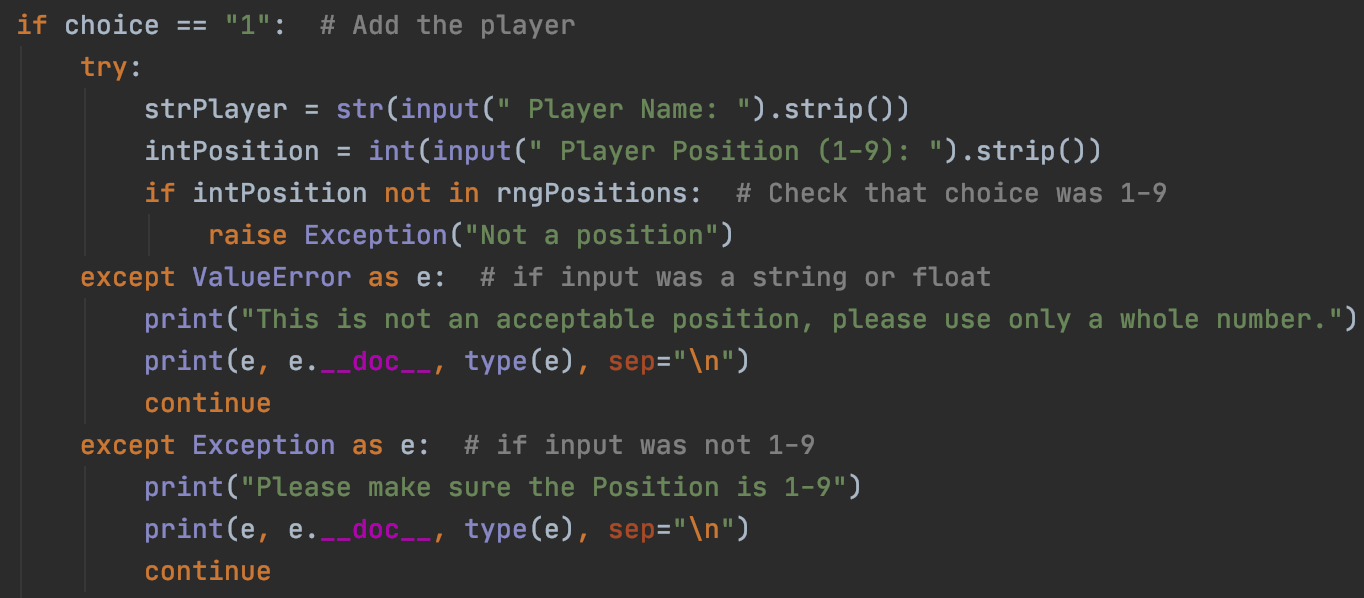 if choice == "1":  # Add the player
    try:
        strPlayer = str(input(" Player Name: ").strip())
        intPosition = int(input(" Player Position (1-9): ").strip())
        if intPosition not in rngPositions:  # Check that choice was 1-9
            raise Exception("Not a position")
    except ValueError as e:  # if input was a string or float
        print("This is not an acceptable position, please use only a whole number.")
        print(e, e.__doc__, type(e), sep="\n")
        continue
    except Exception as e:  # if input was not 1-9
        print("Please make sure the Position is 1-9")
        print(e, e.__doc__, type(e), sep="\n")
        continue